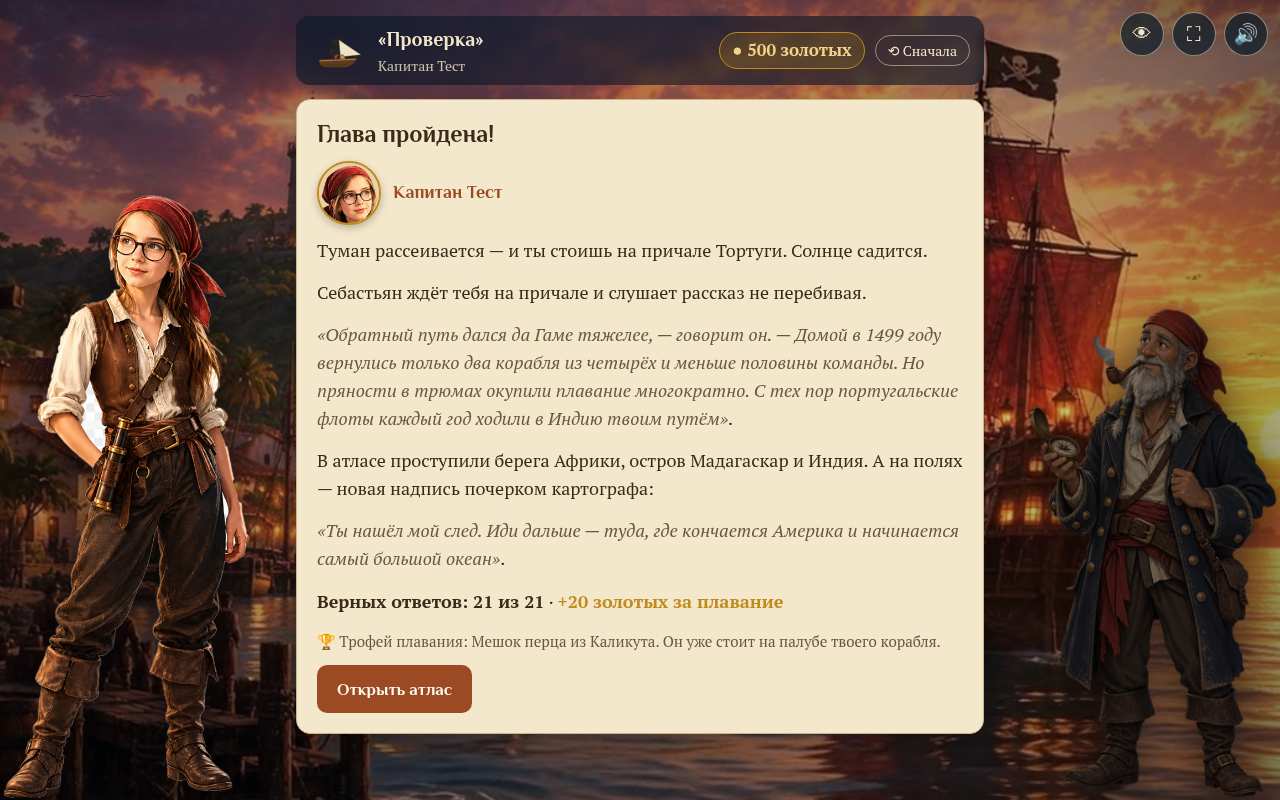 «Проверка»
Капитан Тест
● 500 золотых
⟲ Сначала
Глава пройдена!
Капитан Тест
Туман рассеивается — и ты стоишь на причале Тортуги. Солнце садится.
Себастьян ждёт тебя на причале и слушает рассказ не перебивая.
«Обратный путь дался да Гаме тяжелее, — говорит он. — Домой в 1499 году
вернулись только два корабля из четырёх и меньше половины команды. Но
пряности в трюмах окупили плавание многократно. С тех пор португальские
флоты каждый год ходили в Индию твоим путём».
В атласе проступили берега Африки, остров Мадагаскар и Индия. А на полях
— новая надпись почерком картографа:
«Ты нашёл мой след. Иди дальше — туда, где кончается Америка и начинается
самый большой океан».
Верных ответов: 21 из 21 · +20 золотых за плавание
🏆 Трофей плавания: Мешок перца из Каликута. Он уже стоит на палубе твоего корабля.
Открыть атлас